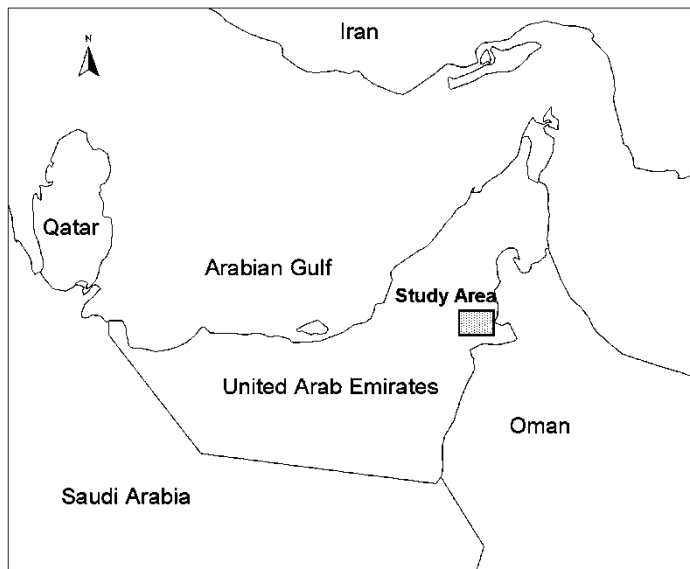 Iran
N
Qatar
Arabian Gulf
Study Area
United Arab Emirates
Oman
Saudi Arabia